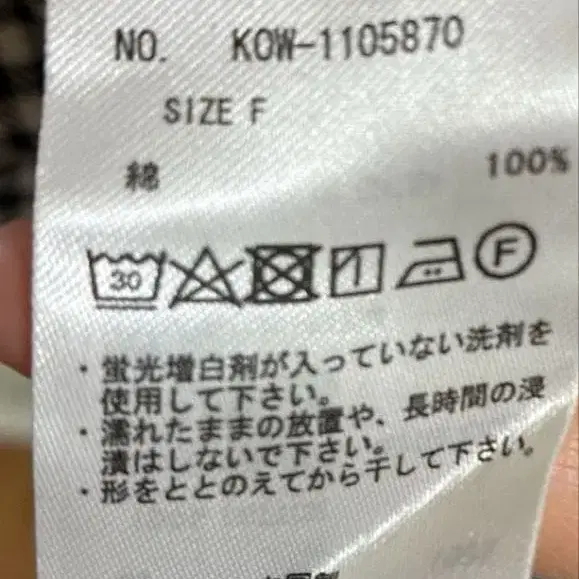 NO. KOW-1105870
SIZE F
綿 100%
30 F
・蛍光増白剤が入っていない洗剤を
使用して下さい。
・濡れたままの放置や、長時間の浸
漬はしないで下さい。
・形をととのえてから干して下さい。